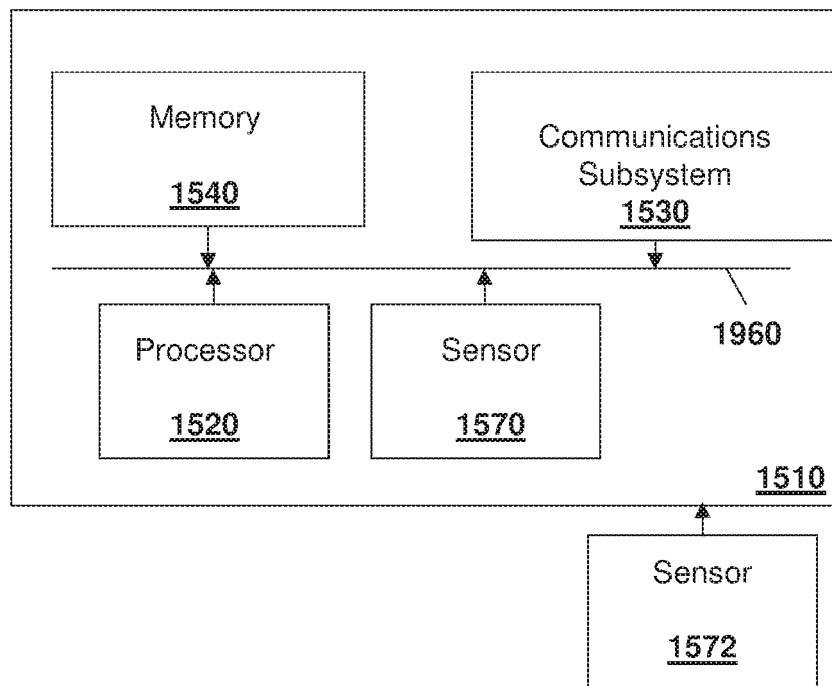 Memory
1540
Communications
Subsystem
1530
1960
Processor
1520
Sensor
1570
1510
Sensor
1572